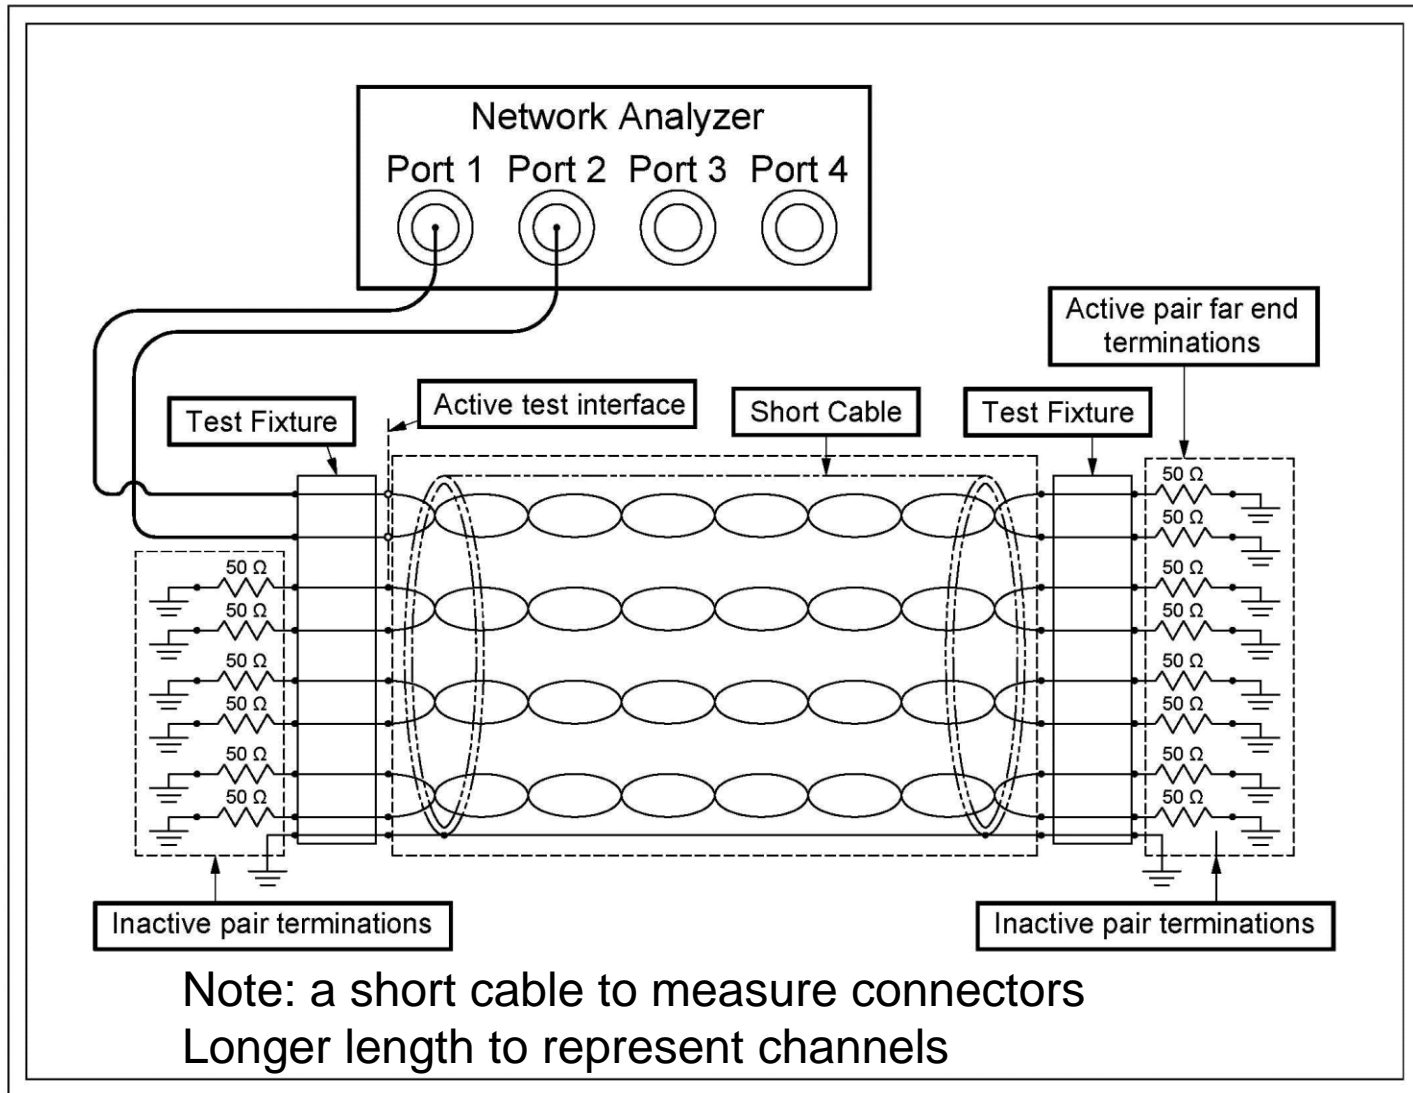 Network Analyzer
Port 1 Port 2 Port 3 Port 4
Active pair far end
terminations
Test Fixture
Active test interface
Short Cable
Test Fixture
50 Ω
50 Ω
50 Ω
50 Ω
50 Ω
50 Ω
50 Ω
50 Ω
50 Ω
50 Ω
50 Ω
50 Ω
50 Ω
50 Ω
Inactive pair terminations
Inactive pair terminations
Note: a short cable to measure connectors
Longer length to represent channels